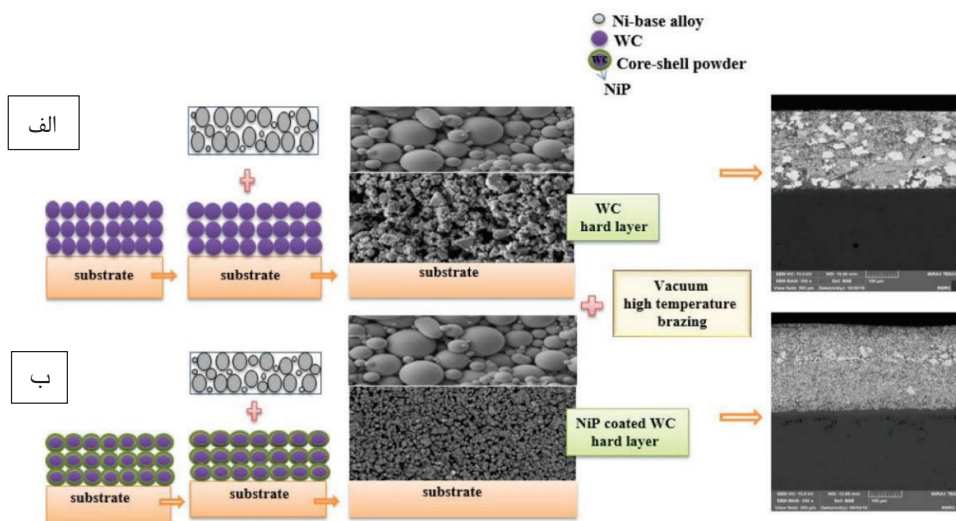 Ni-base alloy
WC
WC
Core-shell powder
NiP
الف
substrate
substrate
substrate
WC
hard layer
Vacuum
high temperature
brazing
ب
substrate
substrate
substrate
NiP coated WC
hard layer